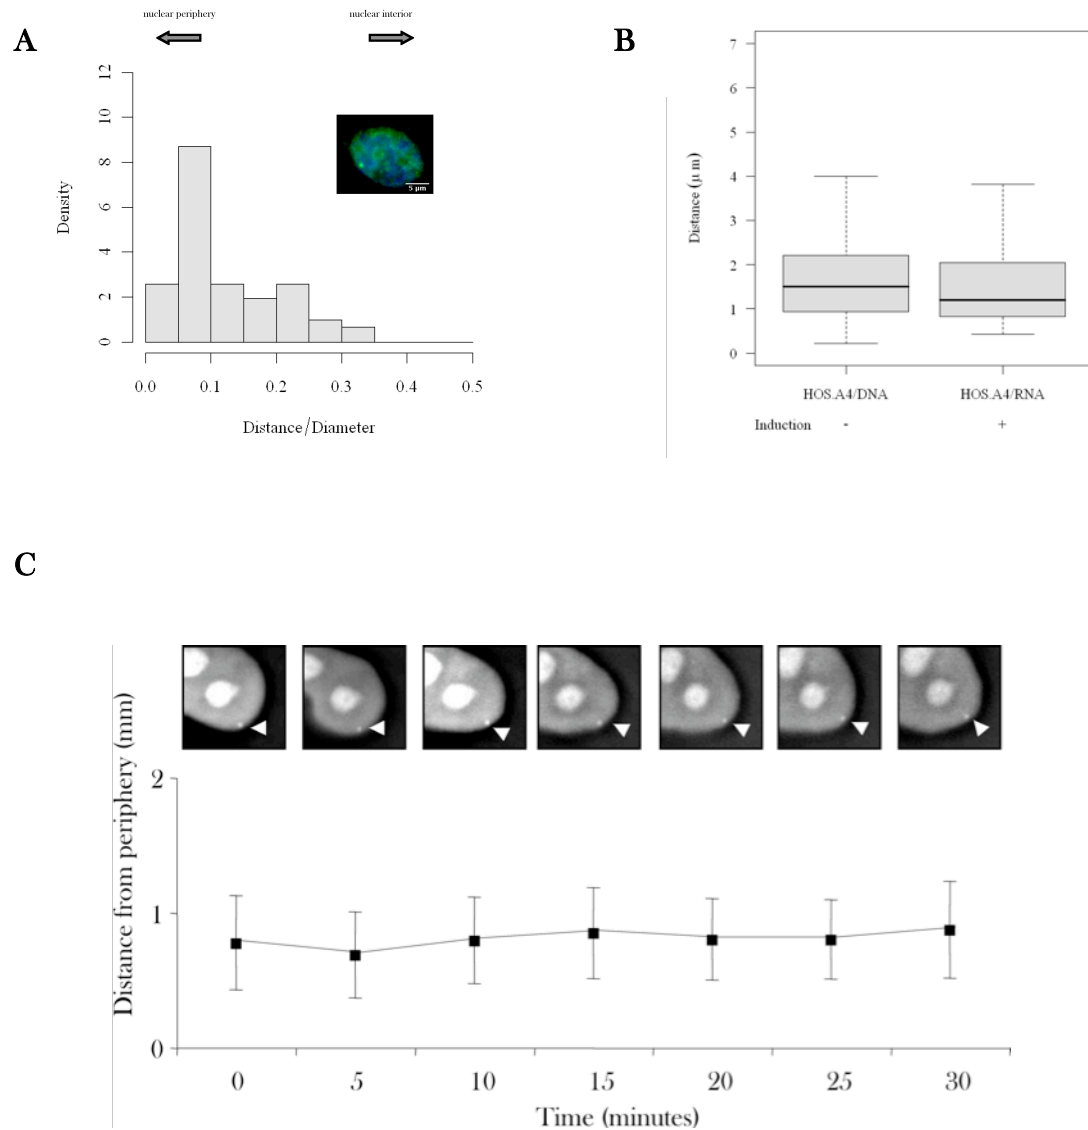 A
nuclear periphery
nuclear interior
12
10
8
6
4
2
0
Density
5 µm
0.0 0.1 0.2 0.3 0.4 0.5
Distance/Diameter
B
7
6
5
4
3
2
1
0
Distance (µ m)
HOS.A4/DNA HOS.A4/RNA
Induction - +
C
Distance from periphery (nm)
2
1
0
0 5 10 15 20 25 30
Time (minutes)